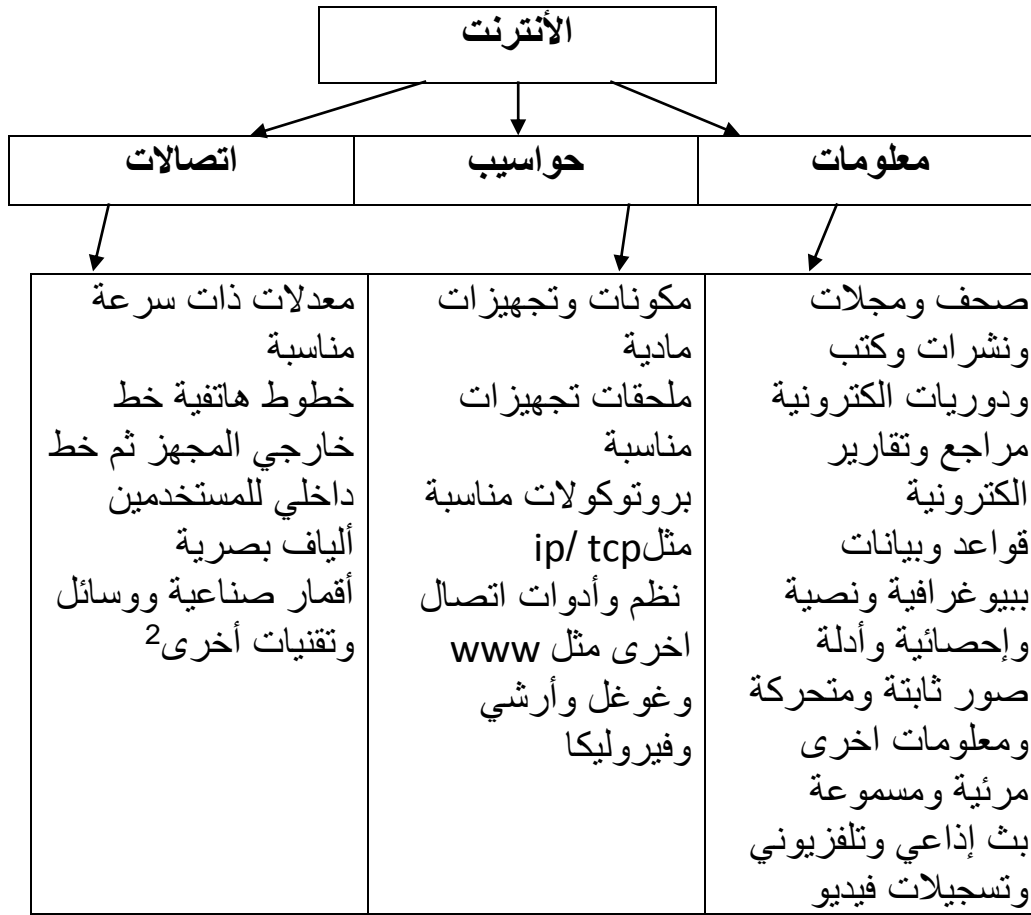 الأنترنت
معلومات
حواسيب
اتصالات
صحف ومجلات
ونشرات وكتب
ودوريات الكترونية
مراجع وتقارير
الكترونية
قواعد وبيانات
ببيوغرافية ونصية
وإحصائية وأدلة
صور ثابتة ومتحركة
ومعلومات اخرى
مرئية ومسموعة
بث إذاعي وتلفزيوني
وتسجيلات فيديو
مكونات وتجهيزات
مادية
ملحقات تجهيزات
مناسبة
بروتوكولات مناسبة
مثلip/ tcp
نظم وأدوات اتصال
اخرى مثل www
وغوغل وأرشي
وفيروليكا
معدلات ذات سرعة
مناسبة
خطوط هاتفية خط
خارجي المجهز ثم خط
داخلي للمستخدمين
ألياف بصرية
أقمار صناعية ووسائل
وتقنيات أخرى2